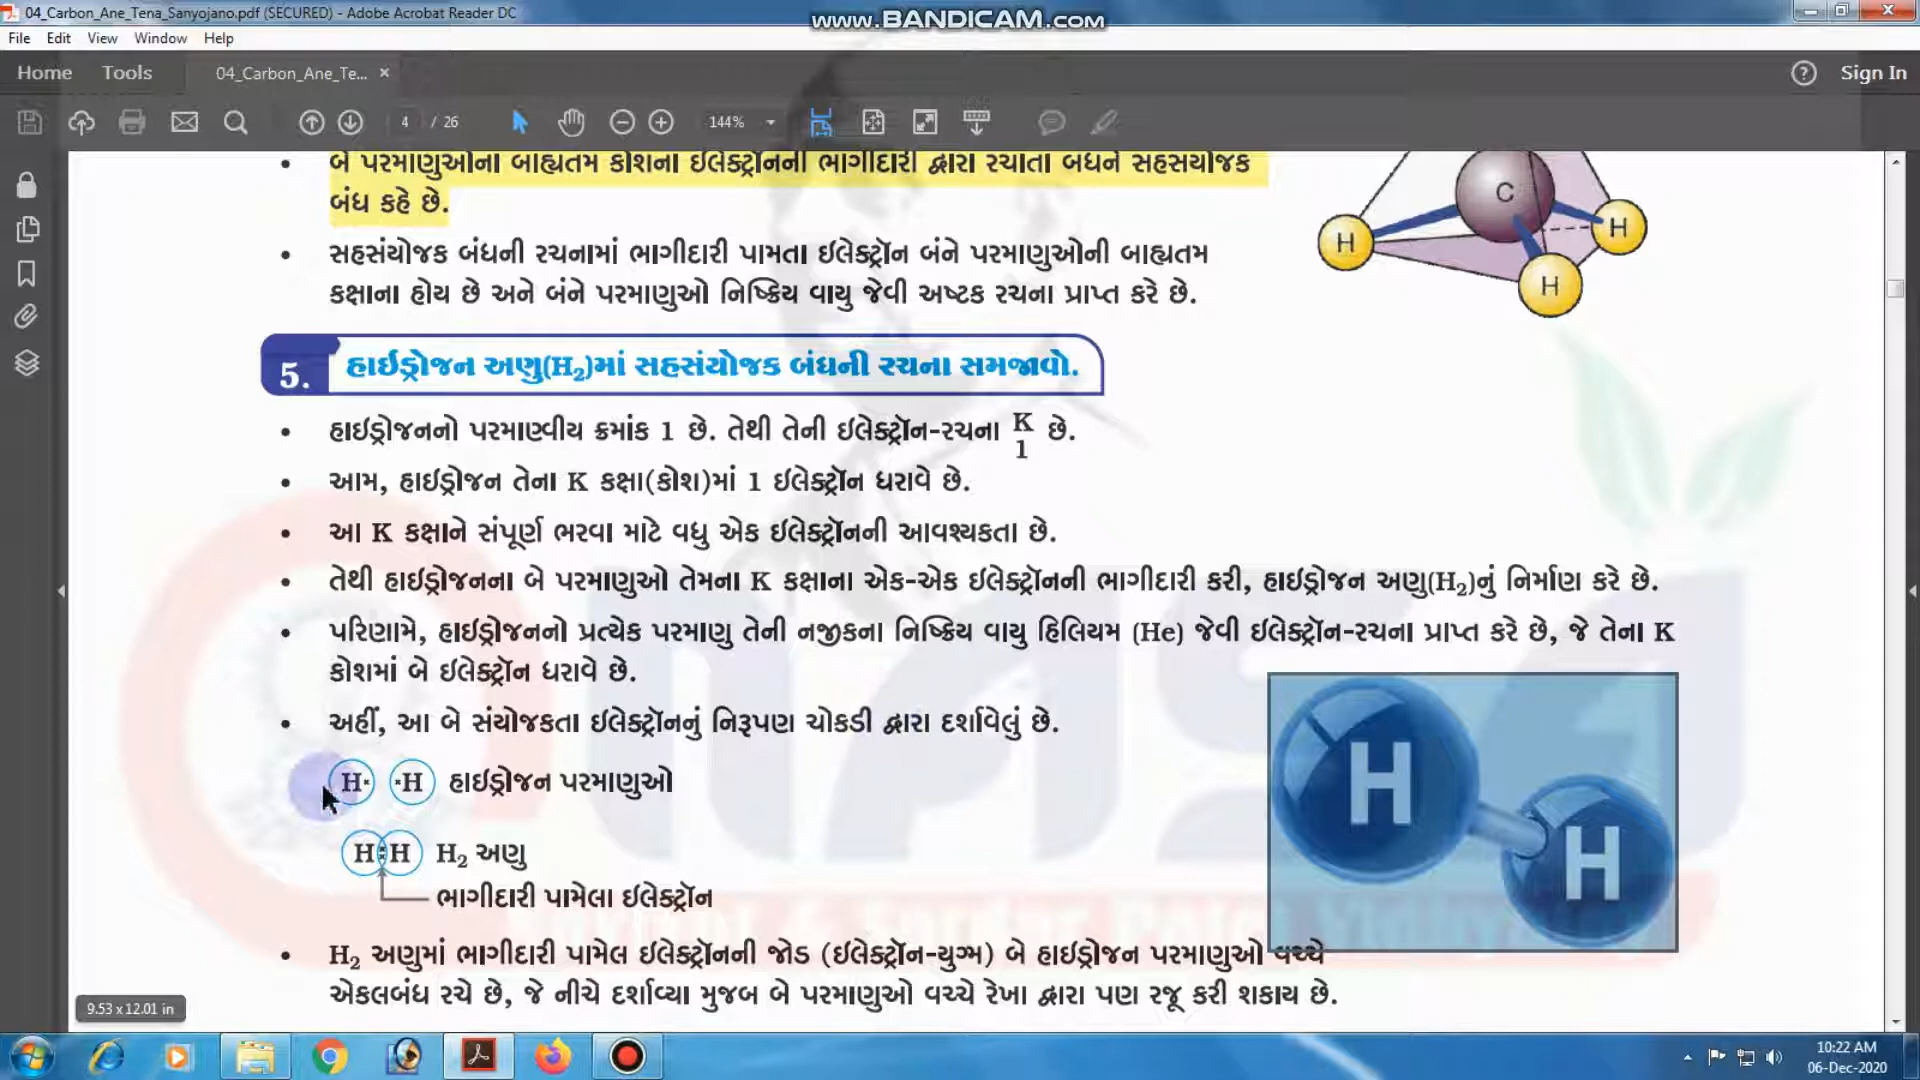 04_Carbon_Ane_Tena_Sanyojano.pdf (SECURED) - Adobe Acrobat Reader DC
www.BANDICAM.com
File Edit View Window Help
Home Tools 04_Carbon_Ane_Te... × Sign In
4 / 26 144%
• બે પરમાણુઓના બાહ્યતમ કોશના ઇલેક્ટ્રૉનની ભાગીદારી દ્વારા રચાતા બંધને સહસંયોજક
બંધ કહે છે.
• સહસંયોજક બંધની રચનામાં ભાગીદારી પામતા ઇલેક્ટ્રૉન બંને પરમાણુઓની બાહ્યતમ
કક્ષાના હોય છે અને બંને પરમાણુઓ નિષ્ક્રિય વાયુ જેવી અષ્ટક રચના પ્રાપ્ત કરે છે.
C
H H
H
5. હાઇડ્રોજન અણુ(H₂)માં સહસંયોજક બંધની રચના સમજાવો.
• હાઇડ્રોજનનો પરમાણ્વીય ક્રમાંક 1 છે. તેથી તેની ઇલેક્ટ્રૉન-રચના K છે.
1
• આમ, હાઇડ્રોજન તેના K કક્ષા(કોશ)માં 1 ઇલેક્ટ્રૉન ધરાવે છે.
• આ K કક્ષાને સંપૂર્ણ ભરવા માટે વધુ એક ઇલેક્ટ્રૉનની આવશ્યકતા છે.
• તેથી હાઇડ્રોજનના બે પરમાણુઓ તેમના K કક્ષાના એક-એક ઇલેક્ટ્રૉનની ભાગીદારી કરી, હાઇડ્રોજન અણુ(H₂)નું નિર્માણ કરે છે.
• પરિણામે, હાઇડ્રોજનનો પ્રત્યેક પરમાણુ તેની નજીકના નિષ્ક્રિય વાયુ હિલિયમ (He) જેવી ઇલેક્ટ્રૉન-રચના પ્રાપ્ત કરે છે, જે તેના K
કોશમાં બે ઇલેક્ટ્રૉન ધરાવે છે.
• અહીં, આ બે સંયોજકતા ઇલેક્ટ્રૉનનું નિરૂપણ ચોકડી દ્વારા દર્શાવેલું છે.
H× ×H હાઇડ્રોજન પરમાણુઓ
H H H₂ અણુ
ભાગીદારી પામેલા ઇલેક્ટ્રૉન
H
H
• H₂ અણુમાં ભાગીદારી પામેલ ઇલેક્ટ્રૉનની જોડ (ઇલેક્ટ્રૉન-યુગ્મ) બે હાઇડ્રોજન પરમાણુઓ વચ્ચે
એકલબંધ રચે છે, જે નીચે દર્શાવ્યા મુજબ બે પરમાણુઓ વચ્ચે રેખા દ્વારા પણ રજૂ કરી શકાય છે.
9.53 x 12.01 in
10:22 AM
06-Dec-2020